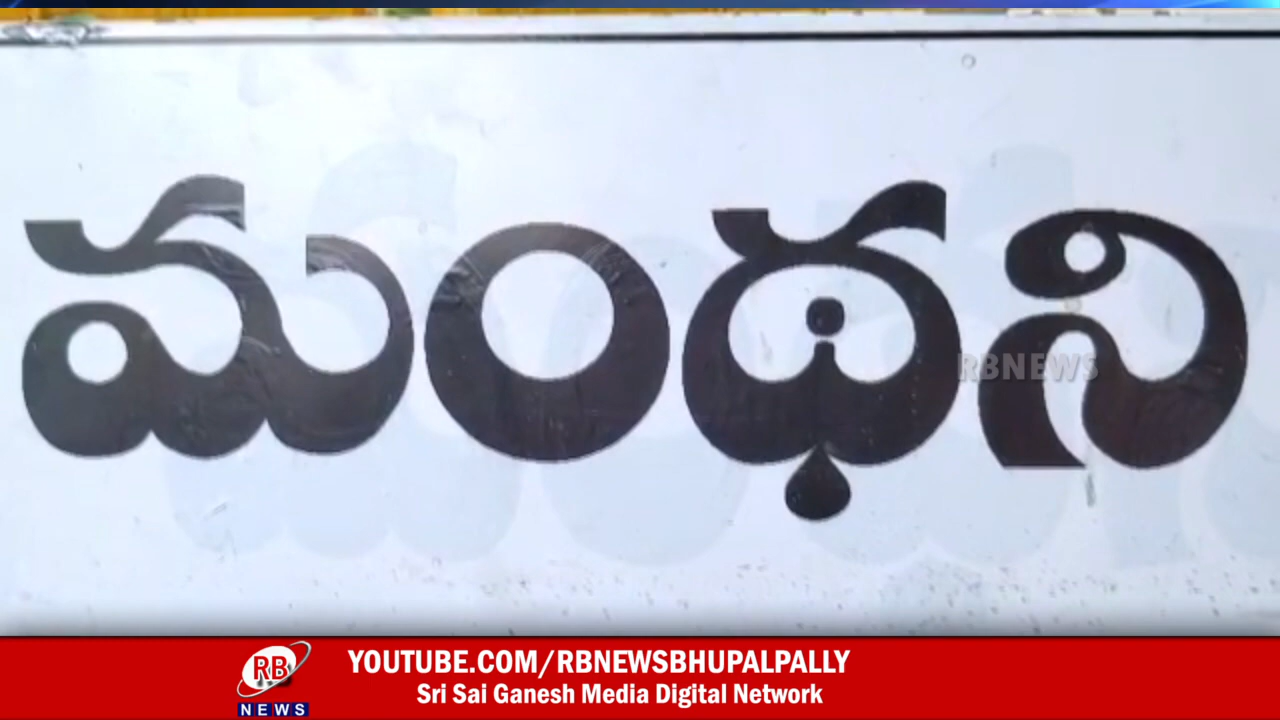 మంథని
RBNEWS
RB
NEWS
YOUTUBE.COM/RBNEWSBHUPALPALLY
Sri Sai Ganesh Media Digital Network